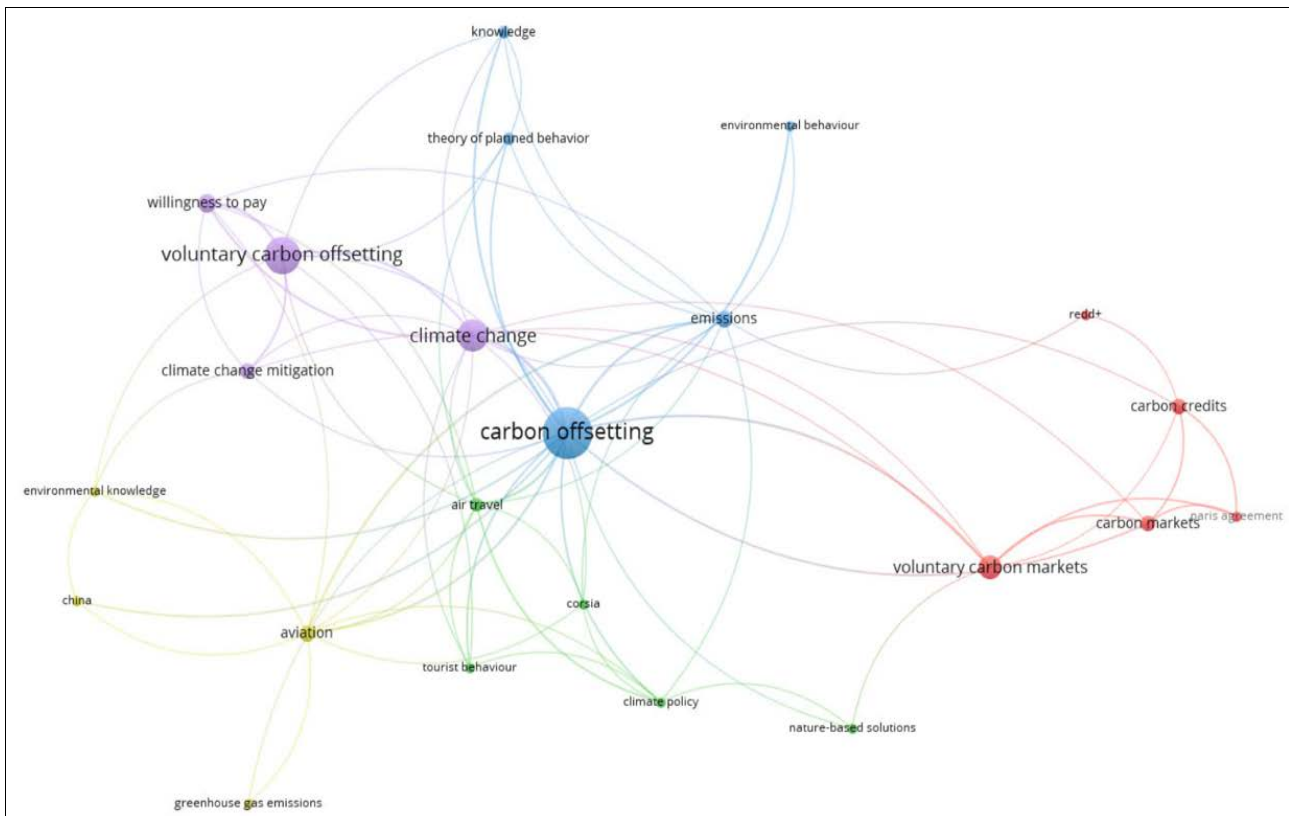 knowledge
environmental behaviour
theory of planned behavior
willingness to pay
voluntary carbon offsetting
redd+
emissions
climate change
climate change mitigation
carbon credits
carbon offsetting
environmental knowledge
air travel
paris agreement
carbon markets
voluntary carbon markets
china
corsia
aviation
tourist behaviour
climate policy
nature-based solutions
greenhouse gas emissions